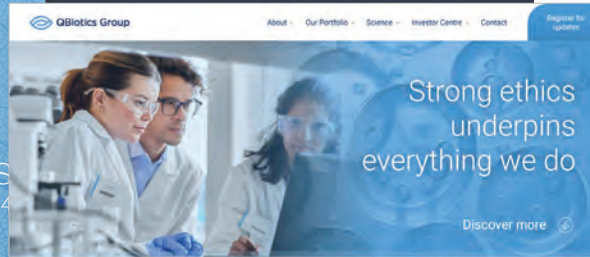 QBiotics Group
About
Our Portfolio
Science
Investor Centre
Contact
Register for
updates
Strong ethics
underpins
everything we do
Discover more